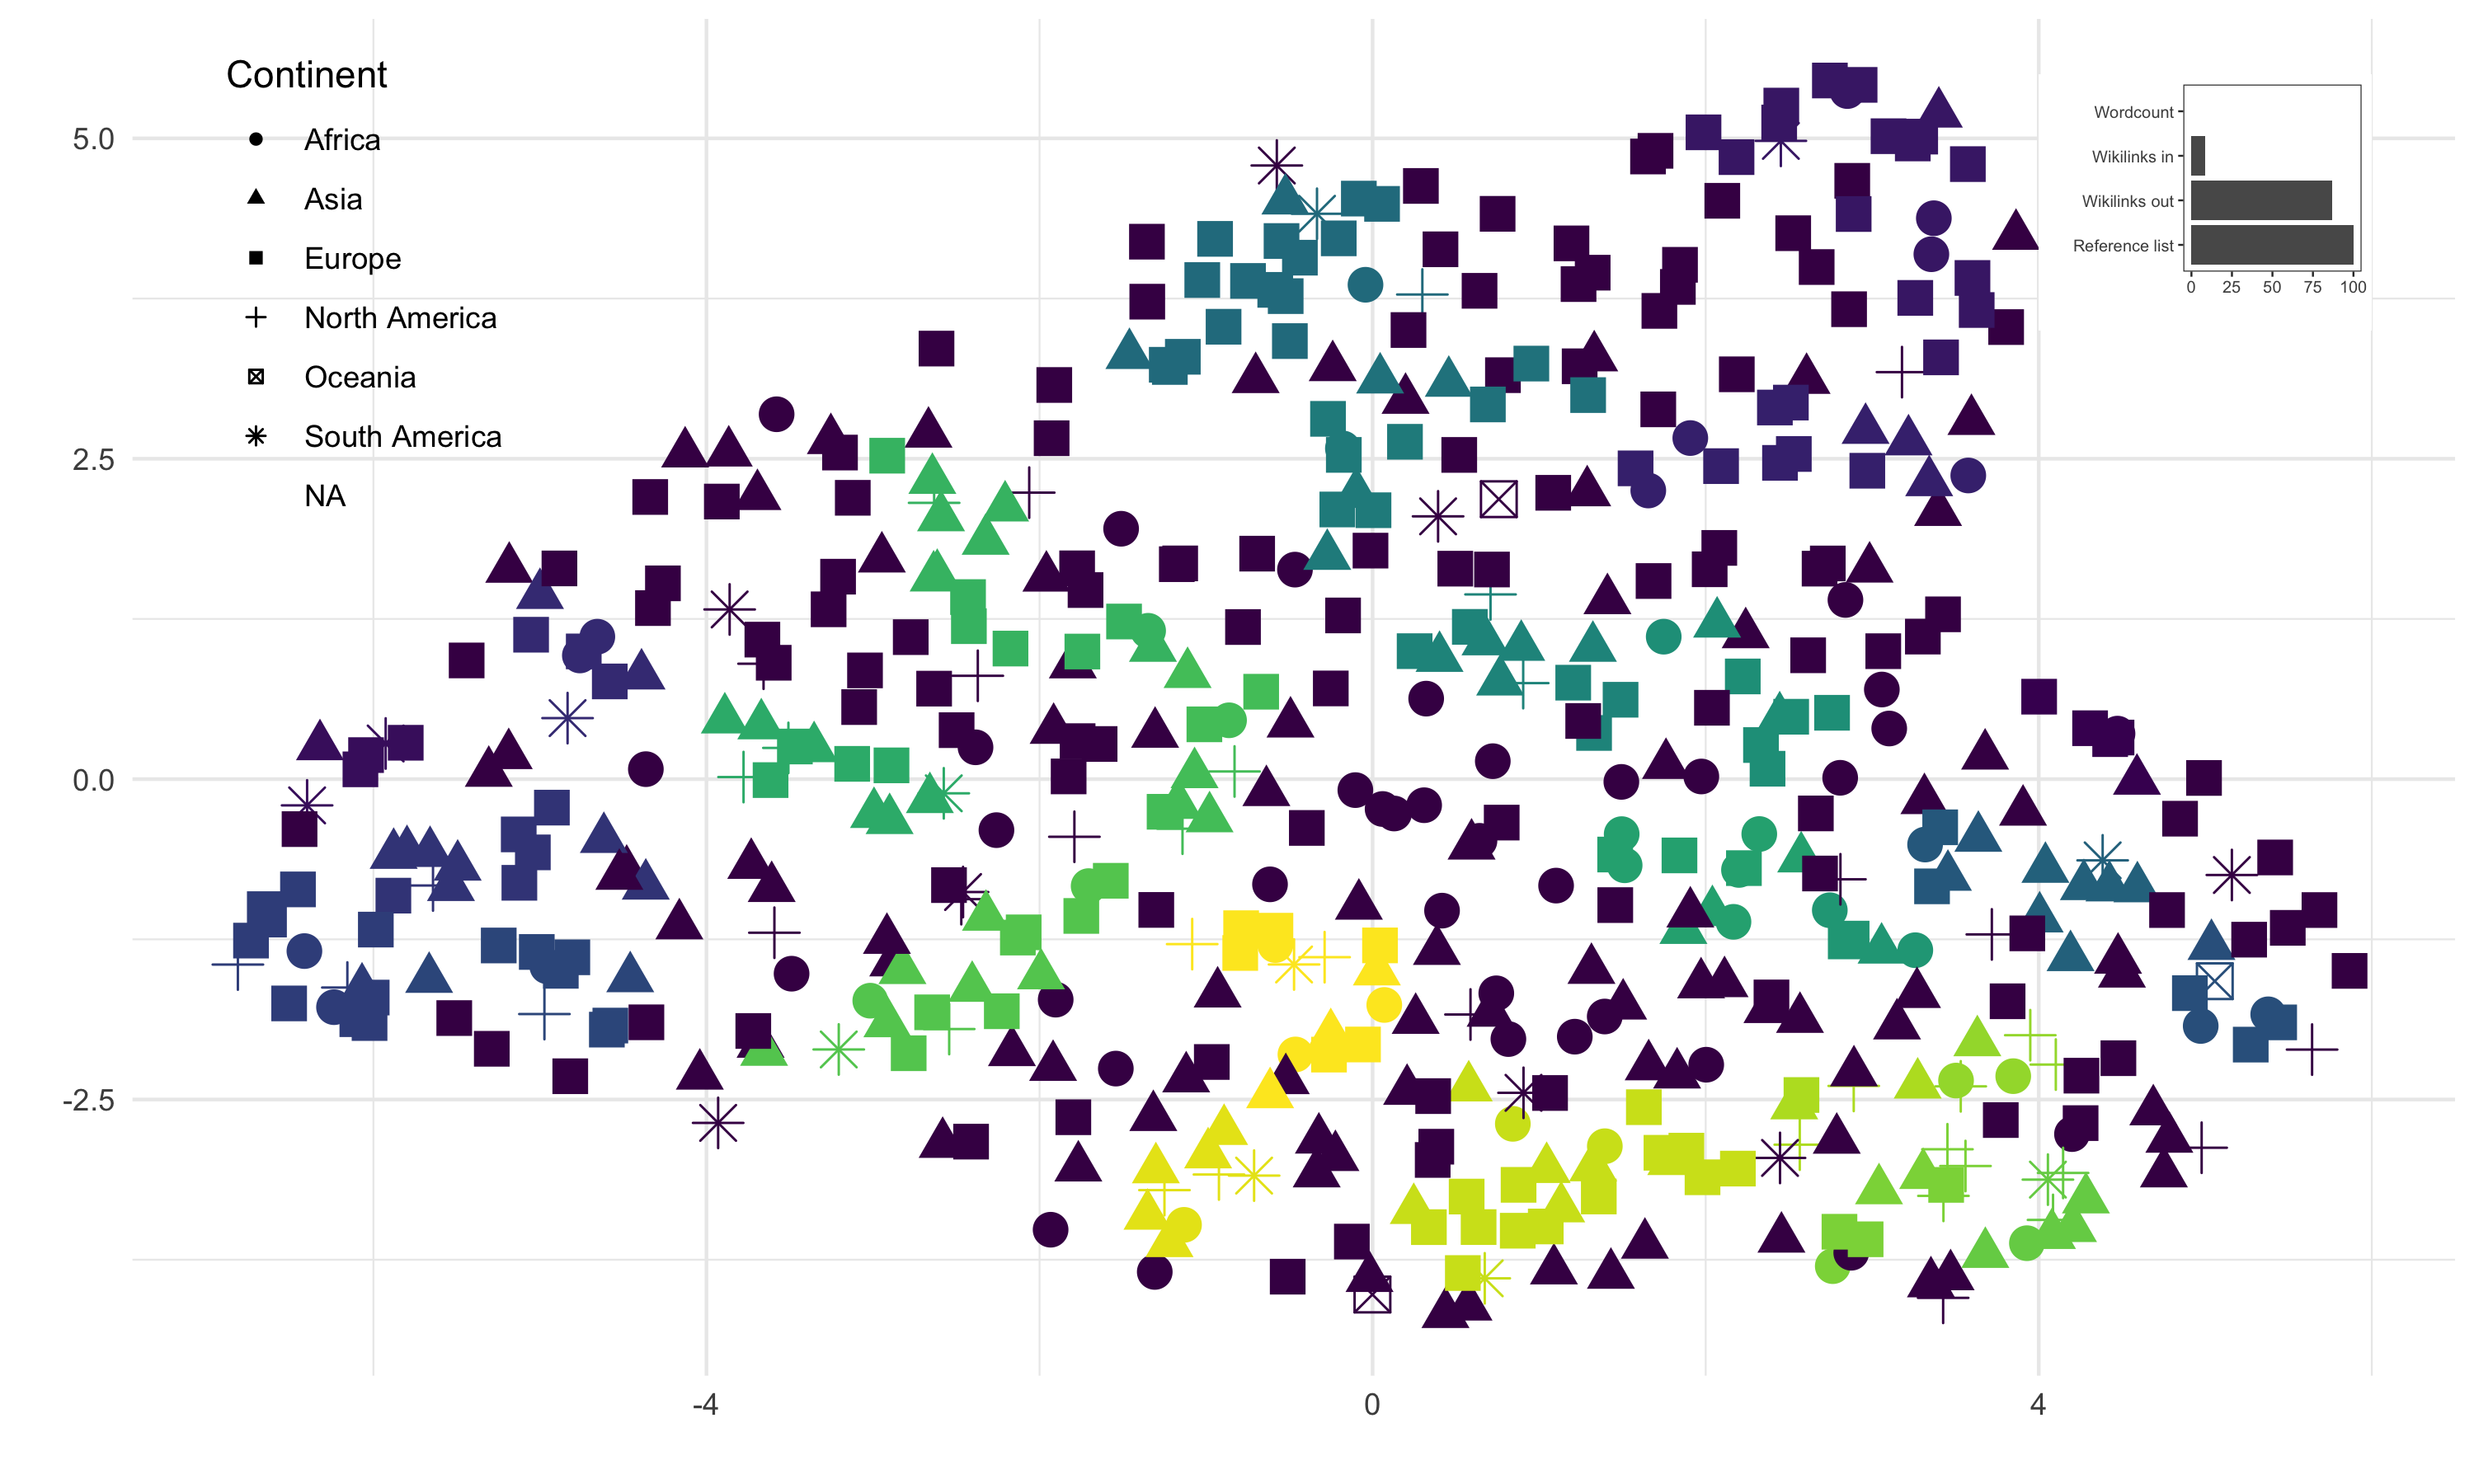 Continent
Africa
Asia
Europe
North America
Oceania
South America
NA
5.0
2.5
0.0
-2.5
-4
0
4
Wordcount
Wikilinks in
Wikilinks out
Reference list
0 25 50 75 100